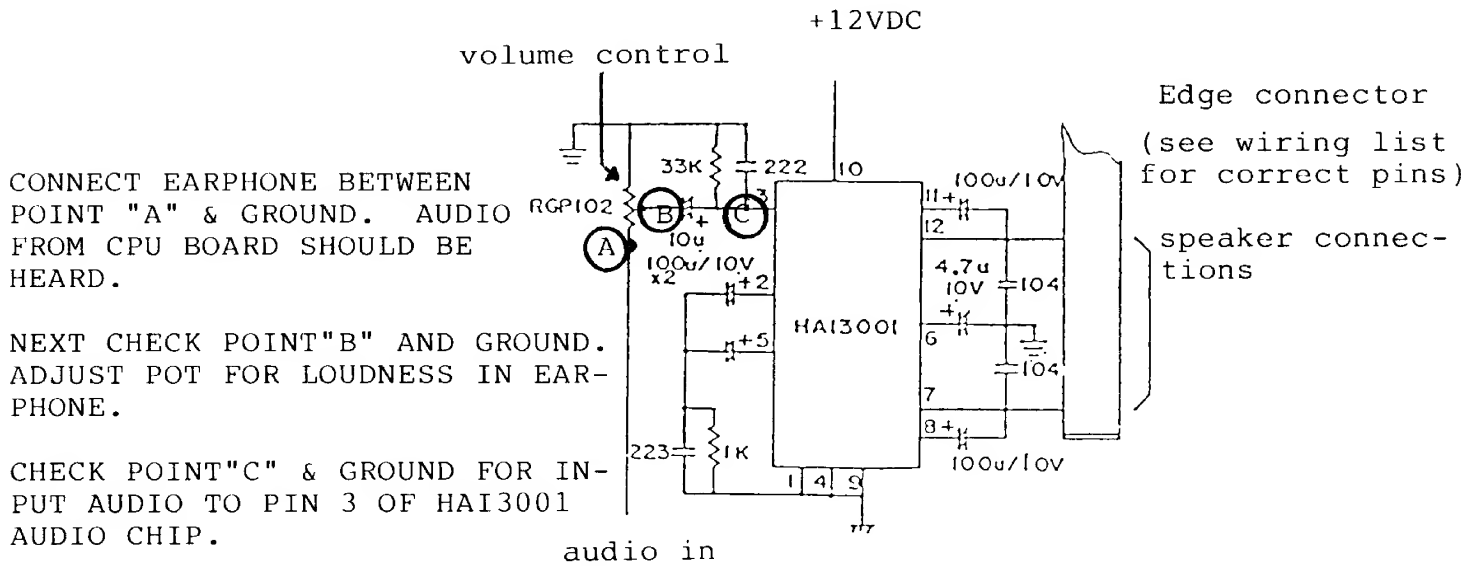 +12VDC
volume control
Edge connector
(see wiring list
for correct pins)
speaker connec-
tions
CONNECT EARPHONE BETWEEN
POINT "A" & GROUND. AUDIO
FROM CPU BOARD SHOULD BE
HEARD.
NEXT CHECK POINT"B" AND GROUND.
ADJUST POT FOR LOUDNESS IN EAR-
PHONE.
CHECK POINT"C" & GROUND FOR IN-
PUT AUDIO TO PIN 3 OF HA13001
AUDIO CHIP.
33K
222
RGP102
A
B
C
+
10u
100u/10V
x2
3
10
+2
+5
HA13001
223
1K
1 4 9
11+
100u/10V
12
4.7u
10V
104
+
6
104
7
8+
100u/10V
audio in